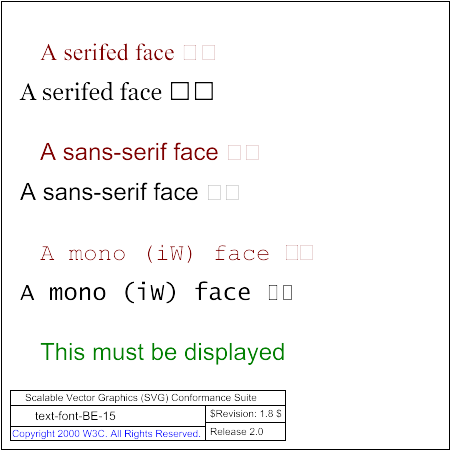 A serifed face □□
A serifed face □□
A sans-serif face □□
A sans-serif face □□
A mono (iW) face □□
A mono (iW) face □□
This must be displayed
Scalable Vector Graphics (SVG) Conformance Suite
text-font-BE-15
$Revision: 1.8 $
Copyright 2000 W3C. All Rights Reserved.
Release 2.0